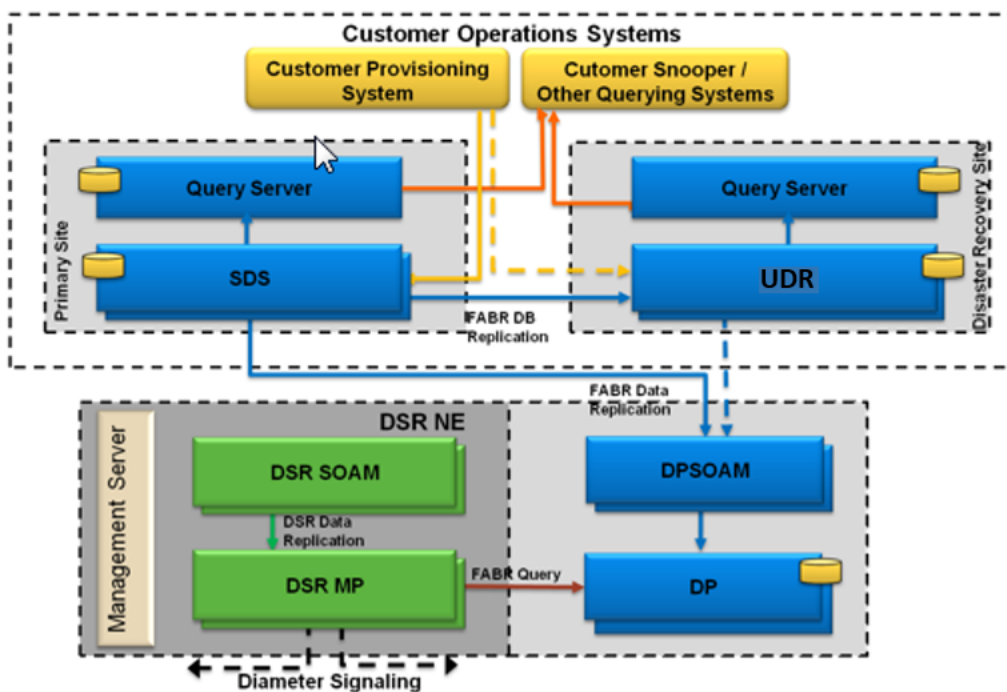 Customer Operations Systems
Customer Provisioning
System
Cutomer Snooper /
Other Querying Systems
Primary Site
Query Server
SDS
Query Server
UDR
Disaster Recovery Site
FABR DB
Replication
FABR Data
Replication
Management Server
DSR NE
DSR SOAM
DSR Data
Replication
DSR MP
FABR Query
DPSOAM
DP
Diameter Signaling